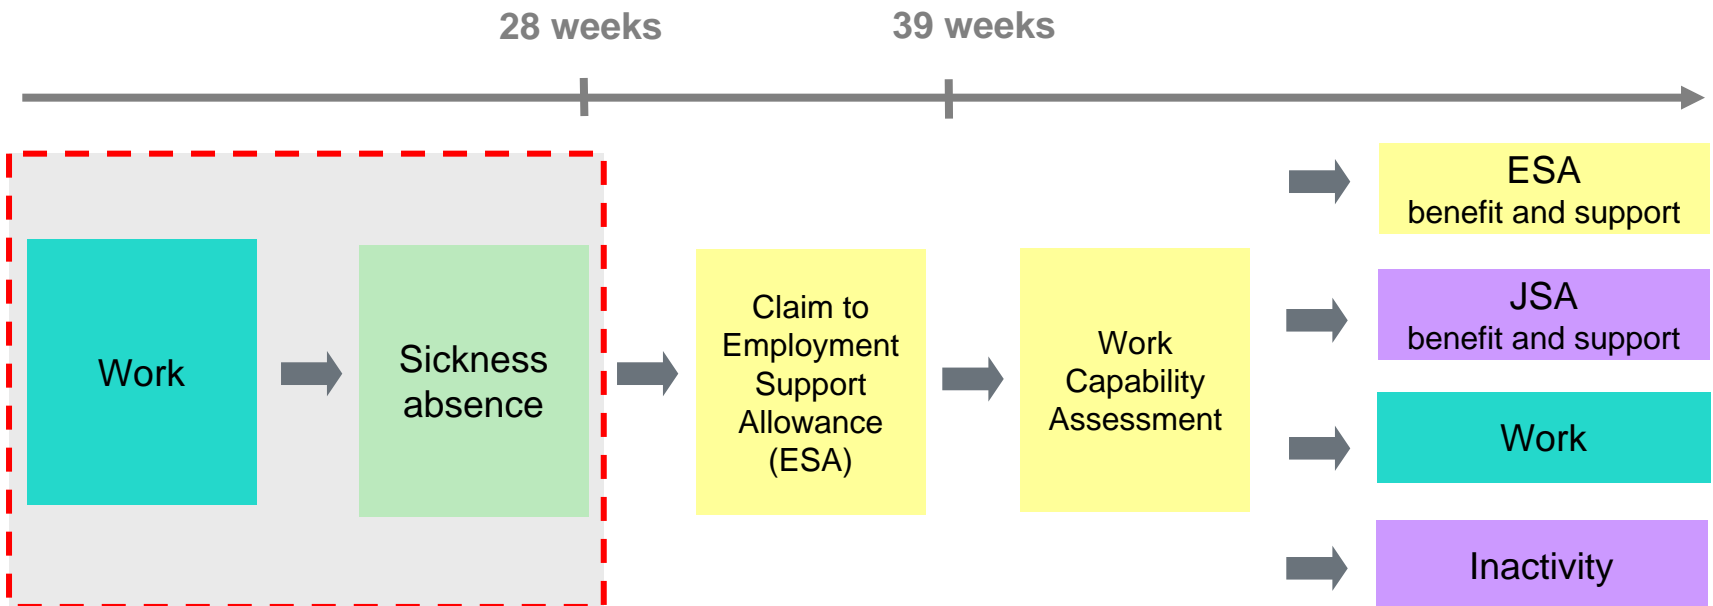 28 weeks
39 weeks
Work
Sickness
absence
Claim to
Employment
Support
Allowance
(ESA)
Work
Capability
Assessment
ESA
benefit and support
JSA
benefit and support
Work
Inactivity